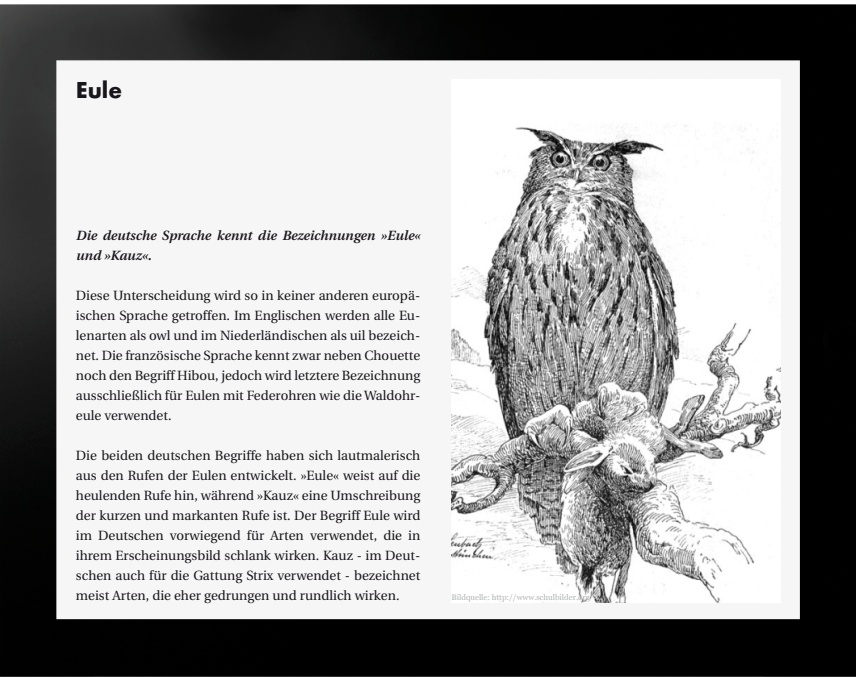 Eule
Die deutsche Sprache kennt die Bezeichnungen »Eule«
und »Kauz«.
Diese Unterscheidung wird so in keiner anderen europä-
ischen Sprache getroffen. Im Englischen werden alle Eu-
lenarten als owl und im Niederländischen als uil bezeich-
net. Die französische Sprache kennt zwar neben Chouette
noch den Begriff Hibou, jedoch wird letztere Bezeichnung
ausschließlich für Eulen mit Federohren wie die Waldohr-
eule verwendet.
Die beiden deutschen Begriffe haben sich lautmalerisch
aus den Rufen der Eulen entwickelt. »Eule« weist auf die
heulenden Rufe hin, während »Kauz« eine Umschreibung
der kurzen und markanten Rufe ist. Der Begriff Eule wird
im Deutschen vorwiegend für Arten verwendet, die in
ihrem Erscheinungsbild schlank wirken. Kauz - im Deut-
schen auch für die Gattung Strix verwendet - bezeichnet
meist Arten, die eher gedrungen und rundlich wirken.
München.
Bildquelle: http://www.schulbilder.org